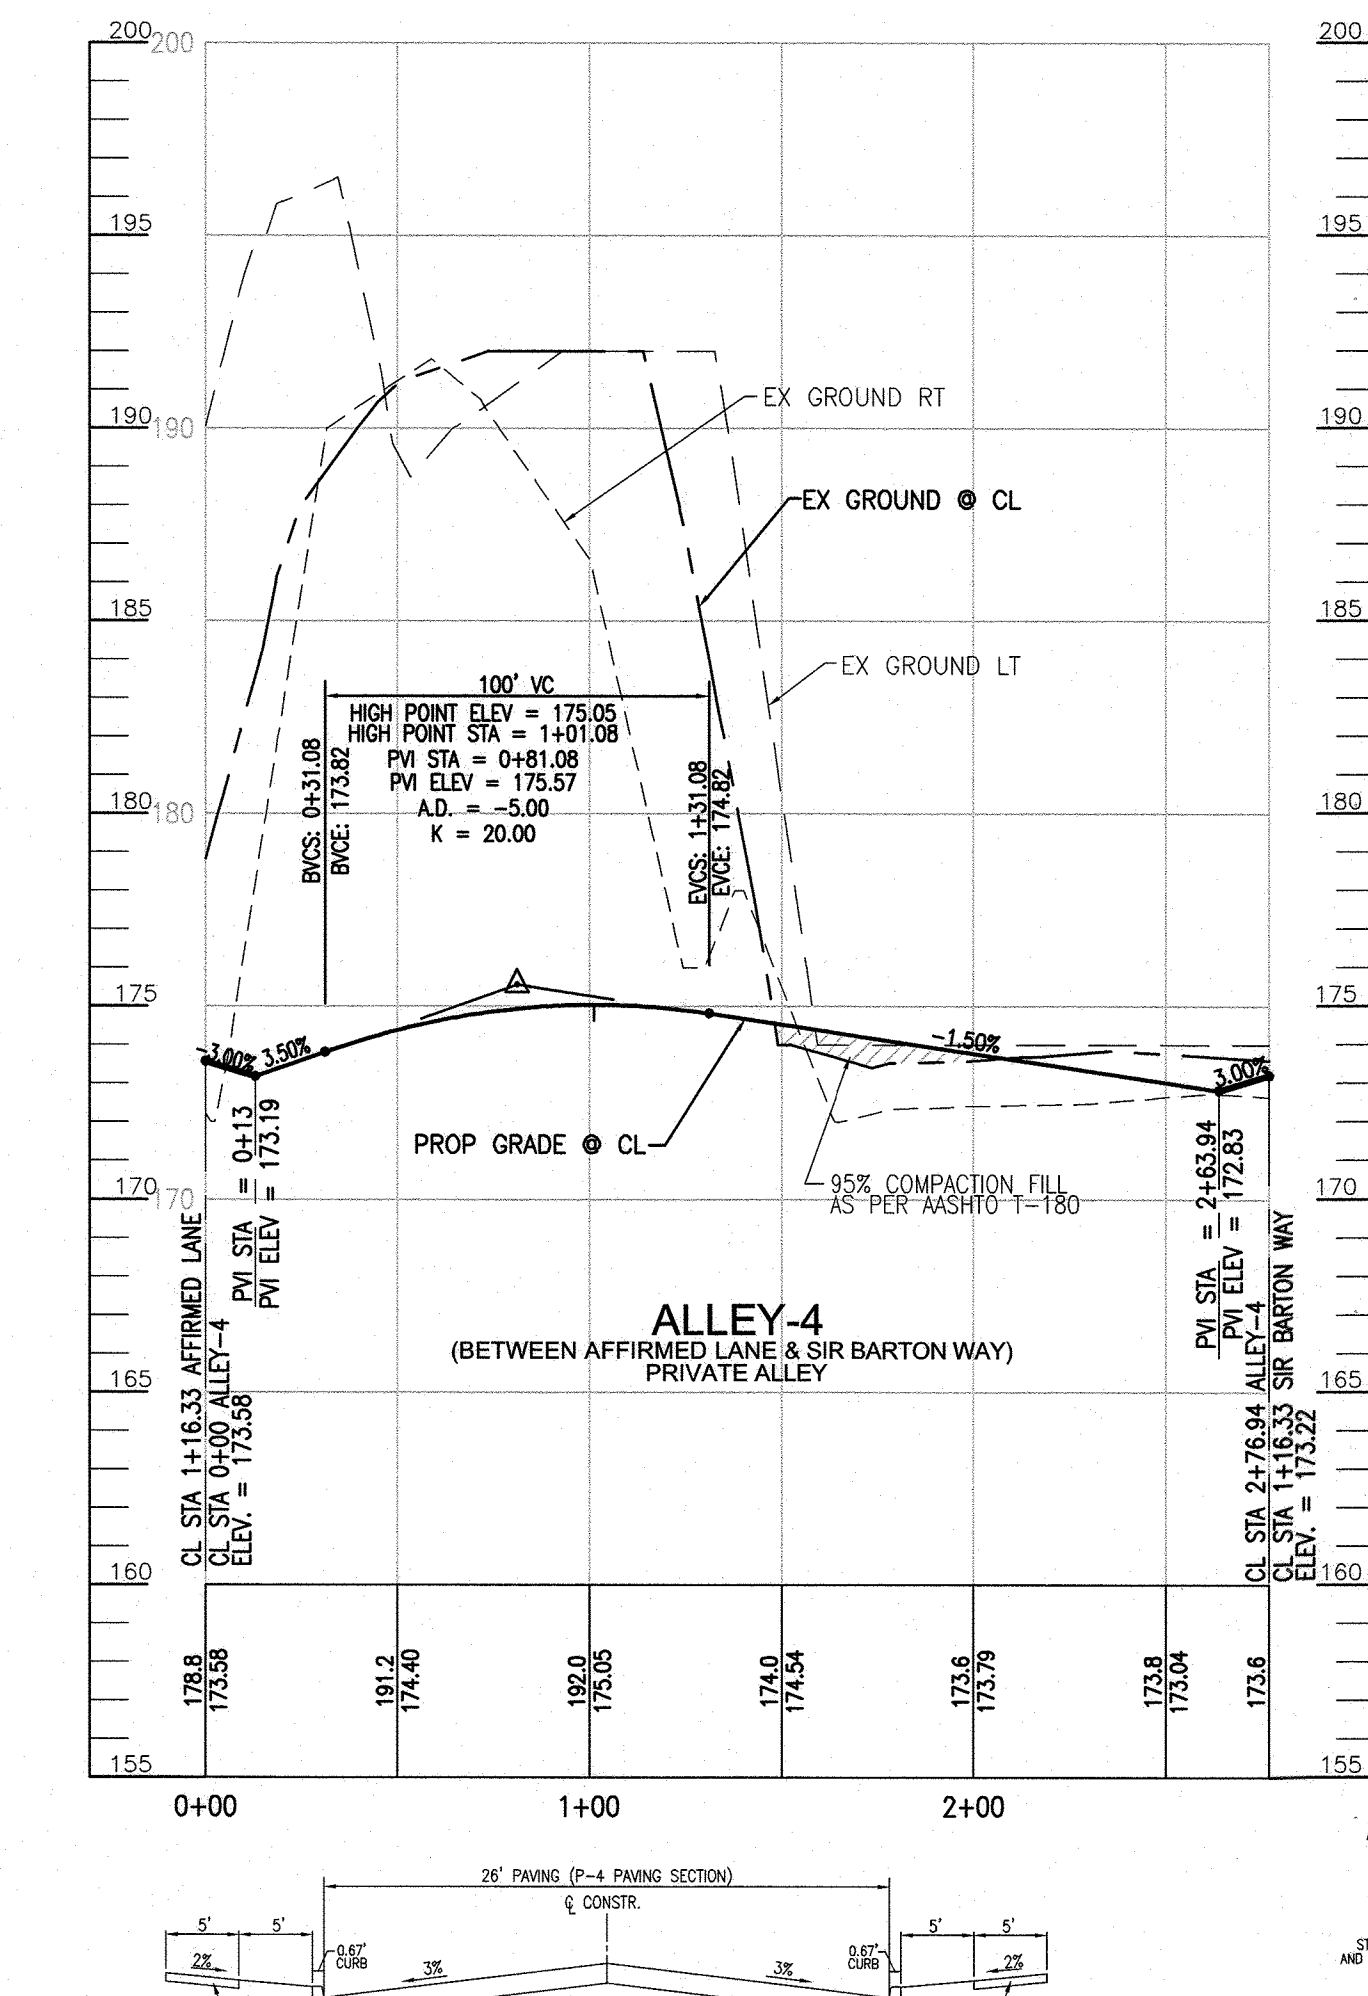 200
200
200
195
195
190
190
190
185
185
180
180
180
175
175
170
170
170
165
165
160
160
155
155
EX GROUND RT
EX GROUND @ CL
EX GROUND LT
100' VC
HIGH POINT ELEV = 175.05
HIGH POINT STA = 1+01.08
PVI STA = 0+81.08
PVI ELEV = 175.57
A.D. = -5.00
K = 20.00
BVCS: 0+31.08
BVCE: 173.82
EVCS: 1+31.08
EVCE: 174.82
-3.00%
3.50%
-1.50%
3.00%
PROP GRADE @ CL
95% COMPACTION FILL
AS PER AASHTO T-180
PVI STA = 0+13
PVI ELEV = 173.19
PVI STA = 2+63.94
PVI ELEV = 172.83
CL STA 1+16.33 AFFIRMED LANE
CL STA 0+00 ALLEY-4
ELEV. = 173.58
ALLEY-4
(BETWEEN AFFIRMED LANE & SIR BARTON WAY)
PRIVATE ALLEY
CL STA 2+76.94 ALLEY-4
CL STA 1+16.33 SIR BARTON WAY
ELEV. = 173.22
178.8
173.58
191.2
174.40
192.0
175.05
174.0
174.54
173.6
173.79
173.8
173.04
173.6
0+00
1+00
2+00
26' PAVING (P-4 PAVING SECTION)
℄ CONSTR.
5'
5'
0.67'
CURB
0.67'
CURB
5'
5'
2%
3%
3%
2%
ST
AND